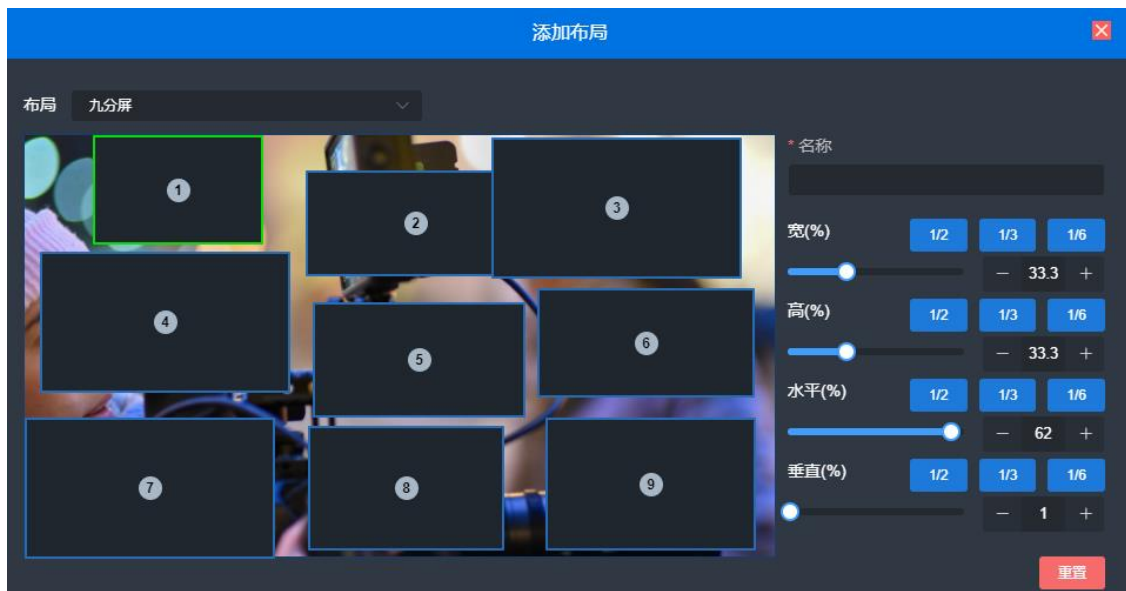 添加布局
布局 九分屏
* 名称
1
2
3
宽(%) 1/2 1/3 1/6
− 33.3 +
4
5
6
高(%) 1/2 1/3 1/6
− 33.3 +
水平(%) 1/2 1/3 1/6
− 62 +
7
8
9
垂直(%) 1/2 1/3 1/6
− 1 +
重置